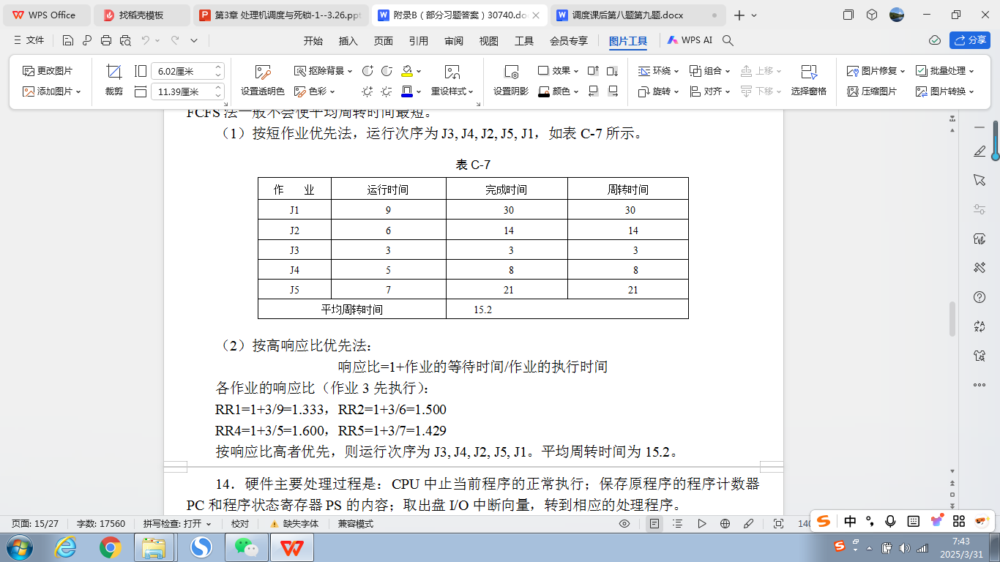 WPS Office
找稻壳模板
第3章 处理机调度与死锁-1--3.26.ppt
附录B（部分习题答案）30740.do
调度课后第八题第九题.docx
文件
开始
插入
页面
引用
审阅
视图
工具
会员专享
图片工具
WPS AI
分享
更改图片
添加图片
裁剪
6.02厘米
11.39厘米
设置透明色
抠除背景
色彩
重设样式
设置阴影
效果
颜色
环绕
旋转
组合
对齐
上移
下移
选择窗格
图片修复
压缩图片
批量处理
图片转换
FCFS 法一般不会使平均周转时间最短。
（1）按短作业优先法，运行次序为 J3, J4, J2, J5, J1，如表 C-7 所示。
表 C-7
作 业 运行时间 完成时间 周转时间
J1 9 30 30
J2 6 14 14
J3 3 3 3
J4 5 8 8
J5 7 21 21
平均周转时间 15.2
（2）按高响应比优先法：
响应比=1+作业的等待时间/作业的执行时间
各作业的响应比（作业 3 先执行）：
RR1=1+3/9=1.333，RR2=1+3/6=1.500
RR4=1+3/5=1.600，RR5=1+3/7=1.429
按响应比高者优先，则运行次序为 J3, J4, J2, J5, J1。平均周转时间为 15.2。
14．硬件主要处理过程是：CPU 中止当前程序的正常执行；保存原程序的程序计数器
PC 和程序状态寄存器 PS 的内容；取出盘 I/O 中断向量，转到相应的处理程序。
页面: 15/27
字数: 17560
拼写检查: 打开
校对
缺失字体
兼容模式
140
中
7:43
2025/3/31